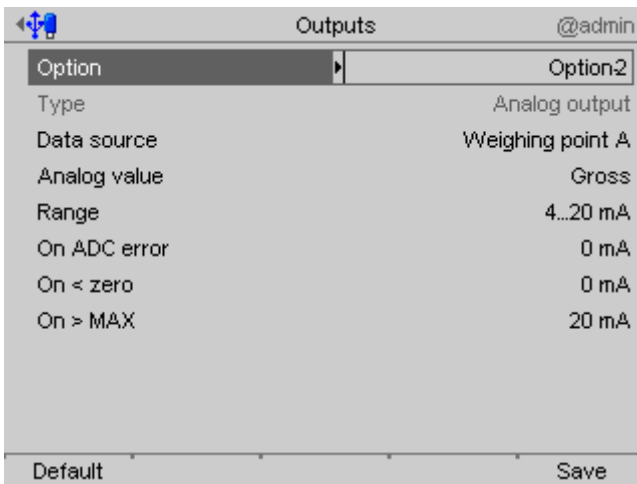 Outputs @admin
Option Option-2
Type Analog output
Data source Weighing point A
Analog value Gross
Range 4...20 mA
On ADC error 0 mA
On < zero 0 mA
On > MAX 20 mA
Default Save